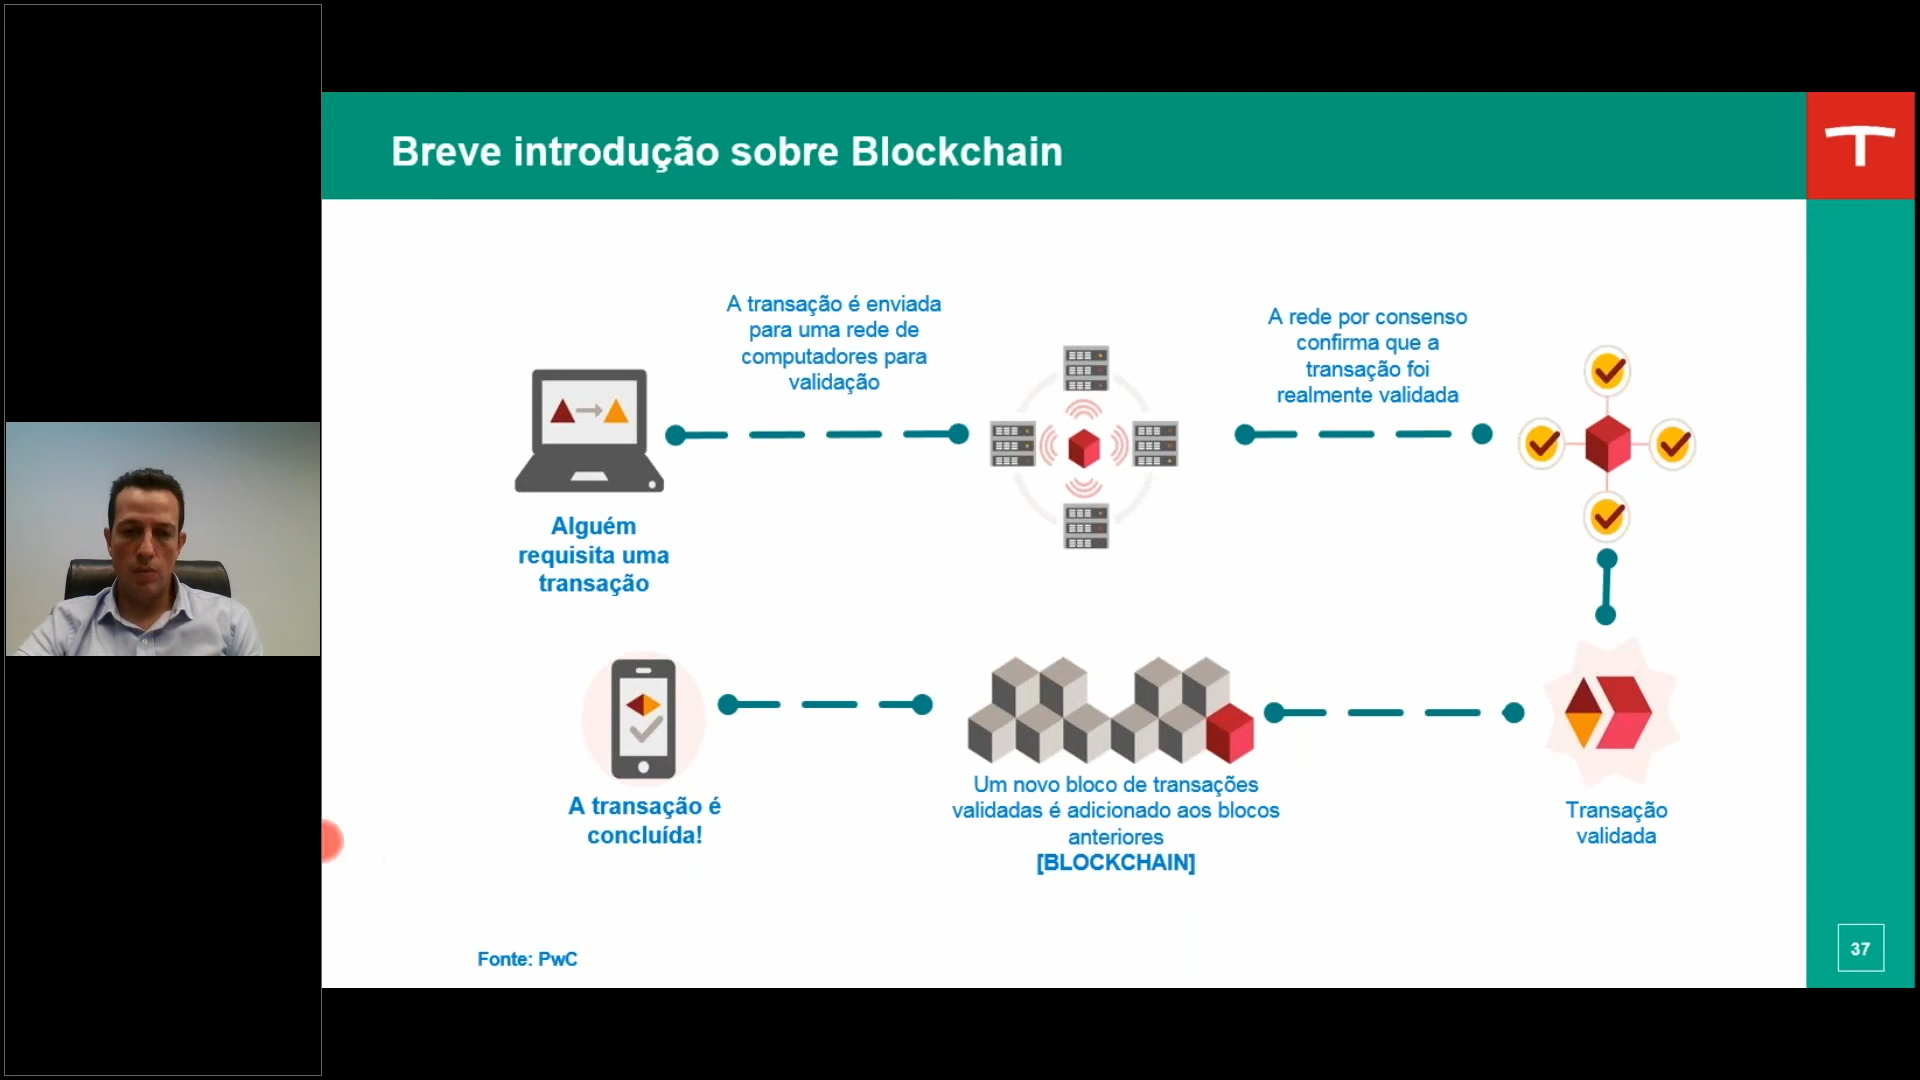 Breve introdução sobre Blockchain
A transação é enviada
para uma rede de
computadores para
validação
A rede por consenso
confirma que a
transação foi
realmente validada
Alguém
requisita uma
transação
A transação é
concluída!
Um novo bloco de transações
validadas é adicionado aos blocos
anteriores
[BLOCKCHAIN]
Transação
validada
Fonte: PwC
37